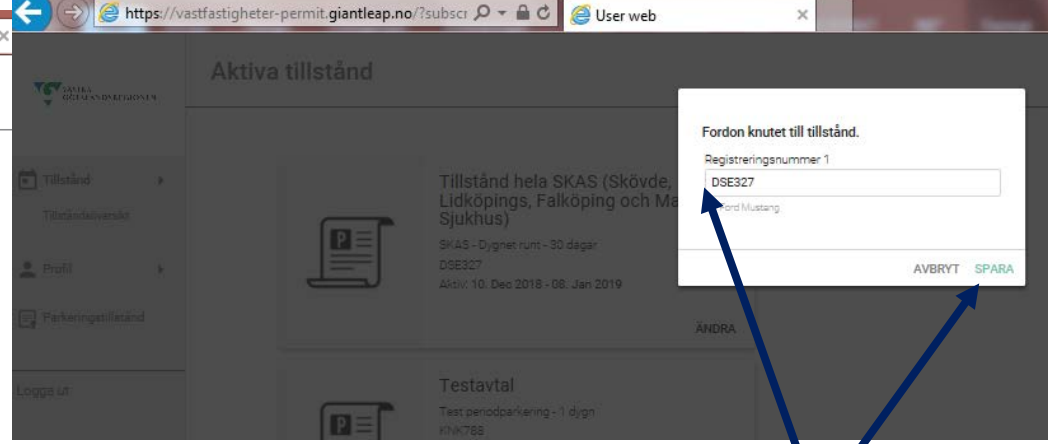 https://vastfastigheter-permit.giantleap.no/?subscr
User web
VÄSTRA
GÖTALANDSREGIONEN
Aktiva tillstånd
Tillstånd
Tillståndsöversikt
Profil
Parkeringstillstånd
Logga ut
Tillstånd hela SKAS (Skövde,
Lidköpings, Falköping och Ma
Sjukhus)
SKAS - Dygnet runt - 30 dagar
DSE327
Aktiv: 10. Dec 2018 - 08. Jan 2019
ÄNDRA
Testavtal
Test periodparkering - 1 dygn
KNK788
Fordon knutet till tillstånd.
Registreringsnummer 1
DSE327
Ford Mustang
AVBRYT SPARA